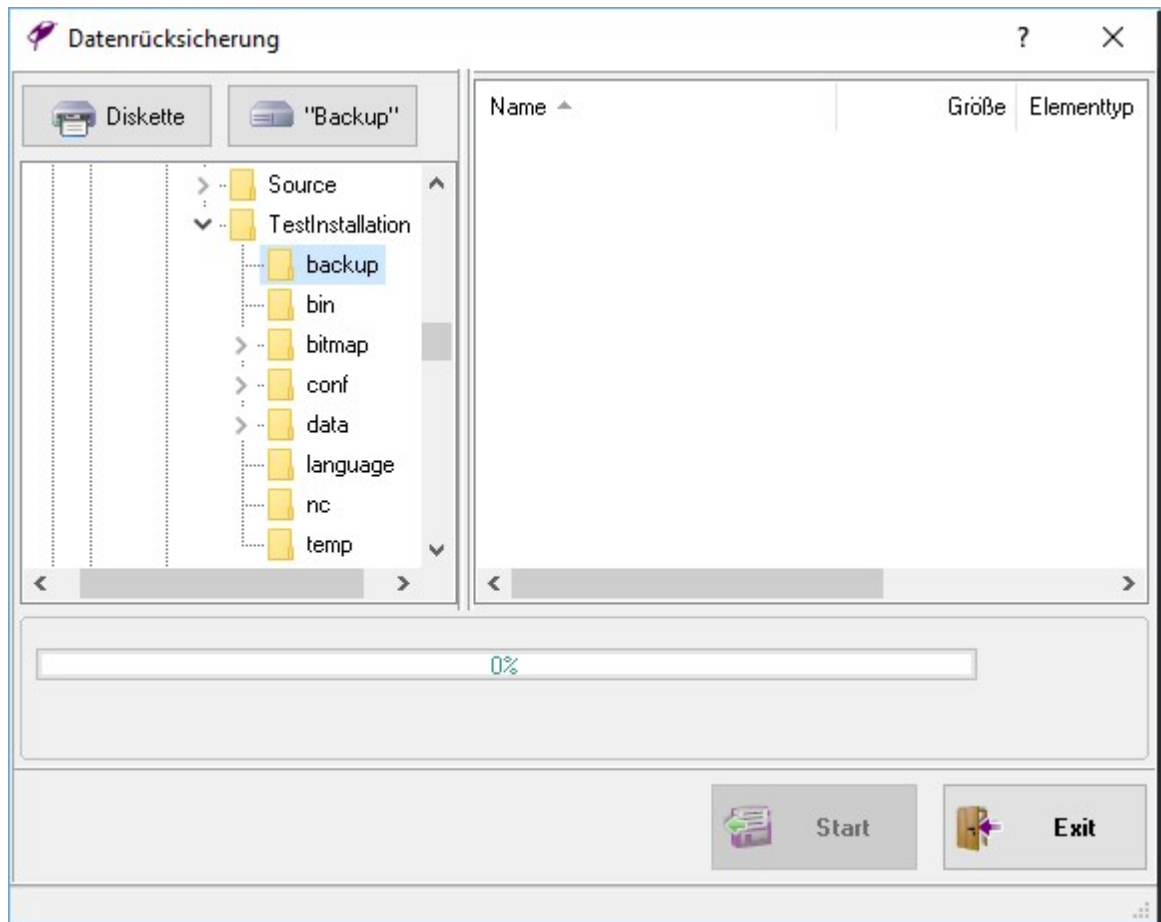 Datenrücksicherung ?
Diskette "Backup"
Name Größe Elementtyp
Source
TestInstallation
backup
bin
bitmap
conf
data
language
nc
temp
0%
Start Exit